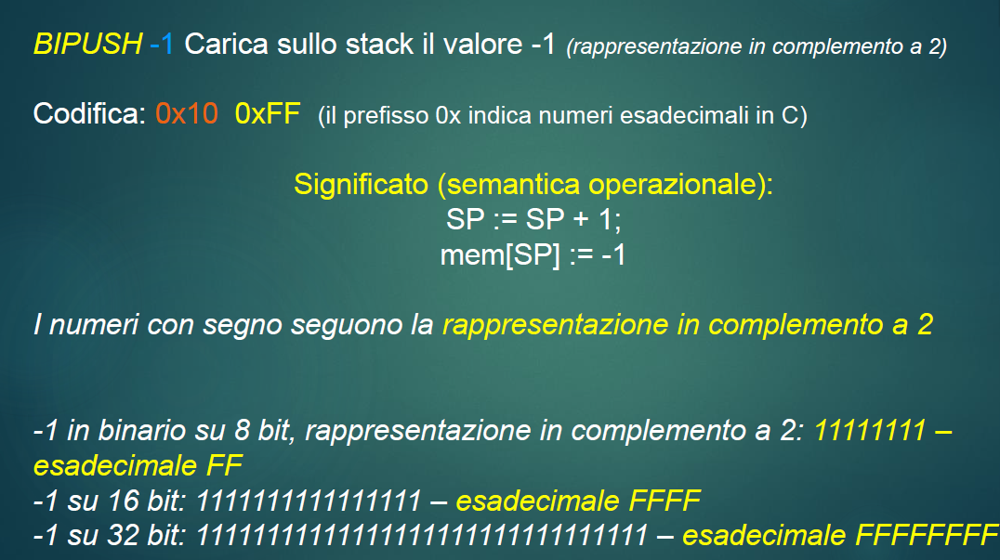 BIPUSH -1 Carica sullo stack il valore -1 (rappresentazione in complemento a 2)
Codifica: 0x10 0xFF (il prefisso 0x indica numeri esadecimali in C)
Significato (semantica operazionale):
SP := SP + 1;
mem[SP] := -1
I numeri con segno seguono la rappresentazione in complemento a 2
-1 in binario su 8 bit, rappresentazione in complemento a 2: 11111111 –
esadecimale FF
-1 su 16 bit: 1111111111111111 – esadecimale FFFF
-1 su 32 bit: 11111111111111111111111111111111 – esadecimale FFFFFFFF